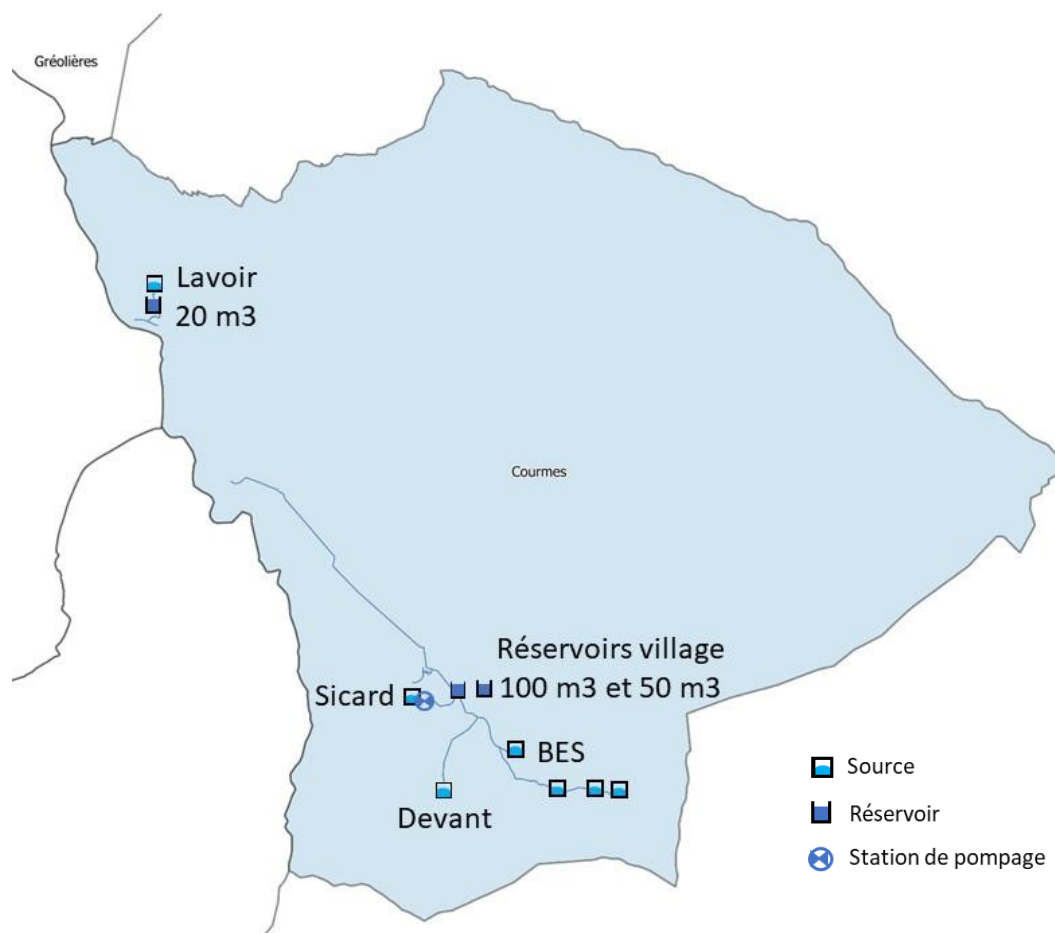 Gréolières
Lavoir
20 m3
Courmes
Réservoirs village
100 m3 et 50 m3
Sicard
BES
Devant
Source
Réservoir
Station de pompage